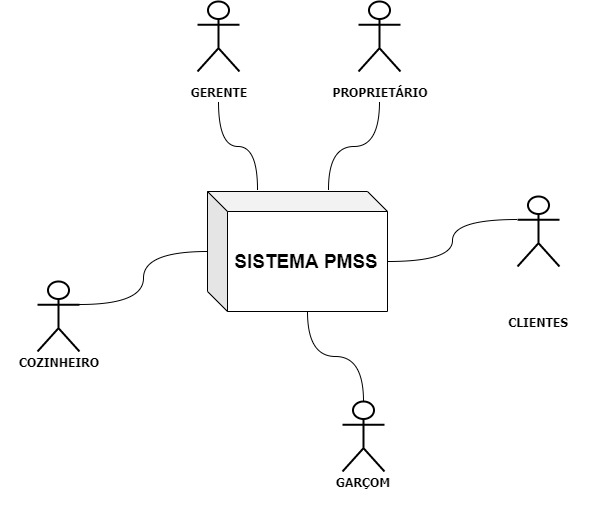 GERENTE
PROPRIETÁRIO
SISTEMA PMSS
CLIENTES
COZINHEIRO
GARÇOM